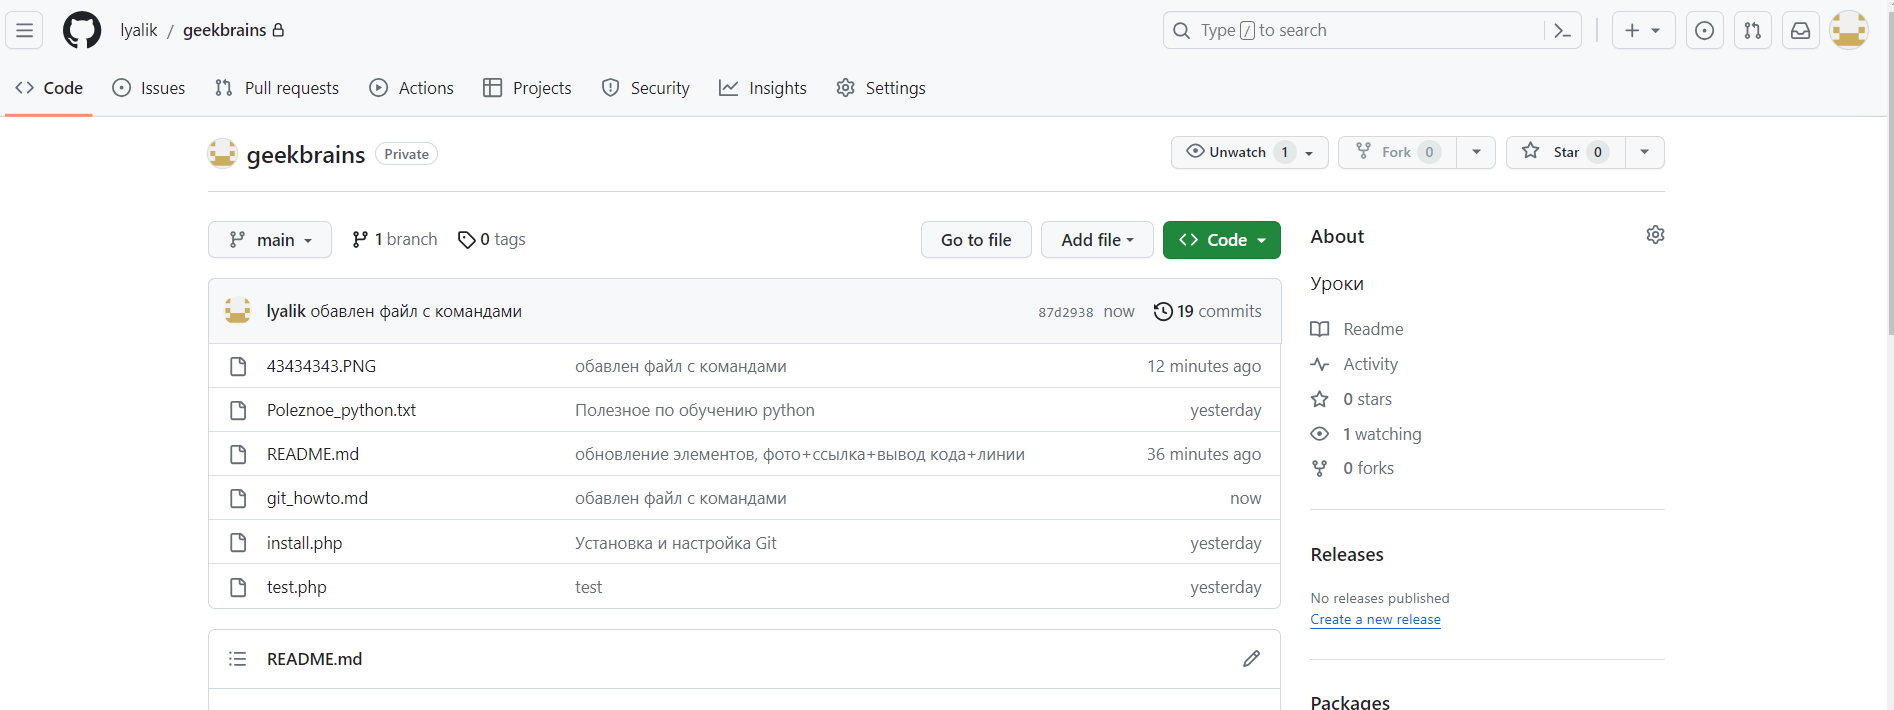 lyalik / geekbrains
Type / to search
Code Issues Pull requests Actions Projects Security Insights Settings
geekbrains Private
Unwatch 1 Fork 0 Star 0
main 1 branch 0 tags Go to file Add file Code
lyalik обавлен файл с командами 87d2938 now 19 commits
43434343.PNG обавлен файл с командами 12 minutes ago
Poleznoe_python.txt Полезное по обучению python yesterday
README.md обновление элементов, фото+ссылка+вывод кода+линии 36 minutes ago
git_howto.md обавлен файл с командами now
install.php Установка и настройка Git yesterday
test.php test yesterday
README.md
About
Уроки
Readme
Activity
0 stars
1 watching
0 forks
Releases
No releases published
Create a new release
Packages